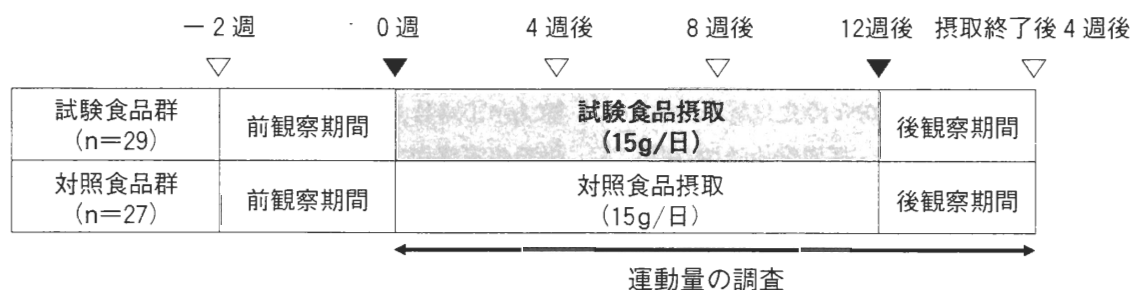 －2週 0週 4週後 8週後 12週後 摂取終了後4週後
試験食品群 前観察期間 試験食品摂取 後観察期間
(n=29) (15g/日)
対照食品群 前観察期間 対照食品摂取 後観察期間
(n=27) (15g/日)
運動量の調査